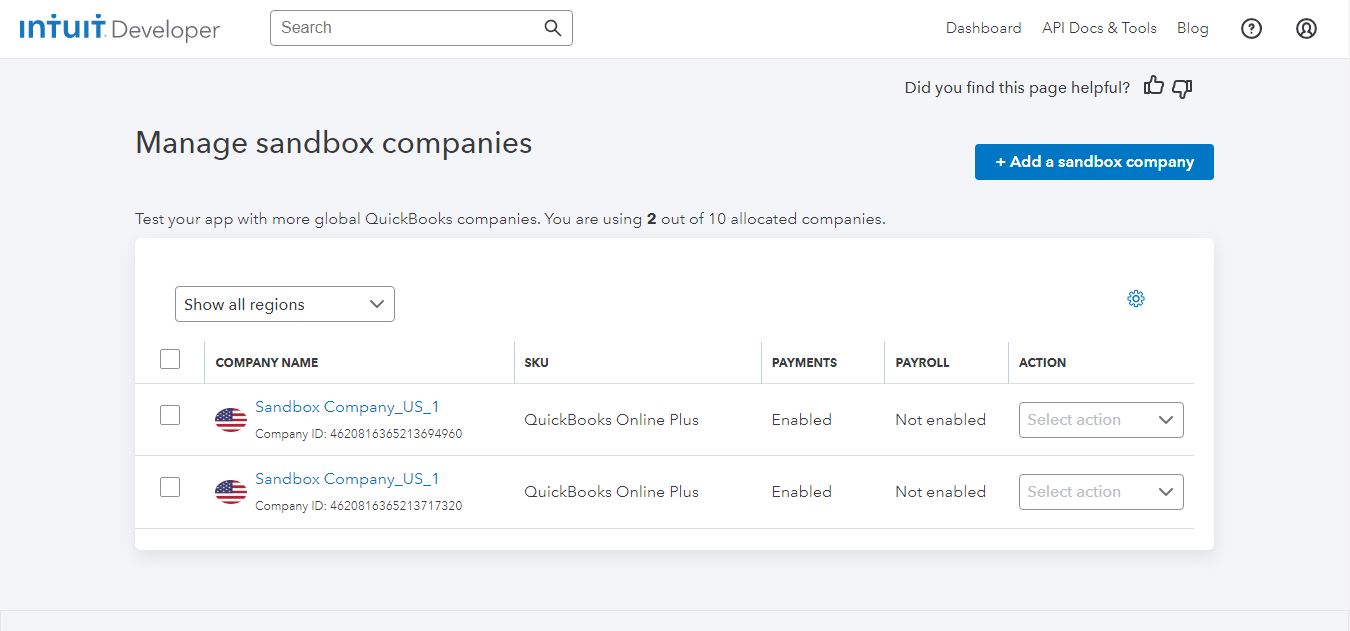 INTUIT Developer
Search
Dashboard API Docs & Tools Blog ?
Did you find this page helpful?
Manage sandbox companies
+ Add a sandbox company
Test your app with more global QuickBooks companies. You are using 2 out of 10 allocated companies.
Show all regions
COMPANY NAME SKU PAYMENTS PAYROLL ACTION
Sandbox Company_US_1
QuickBooks Online Plus Enabled Not enabled Select action
Company ID: 4620816365213694960
Sandbox Company_US_1
QuickBooks Online Plus Enabled Not enabled Select action
Company ID: 4620816365213717320